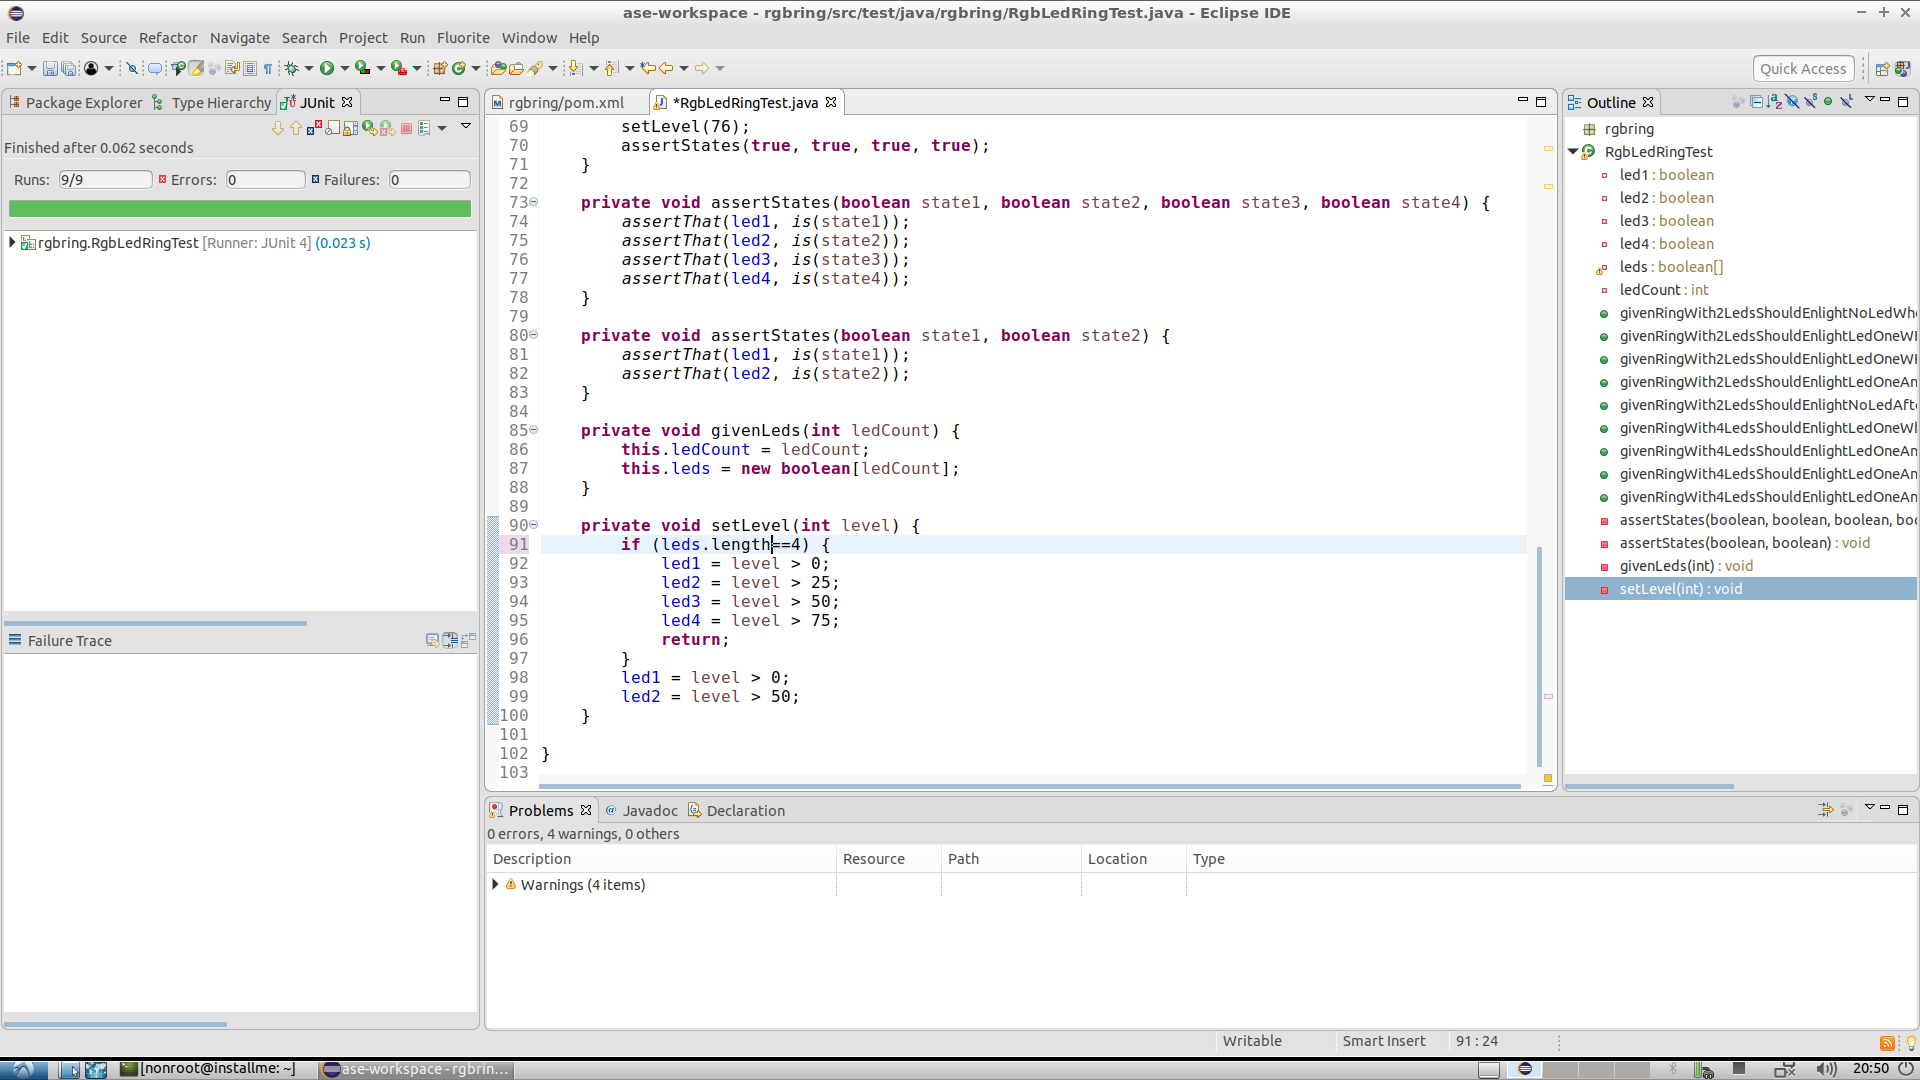 ase-workspace - rgbring/src/test/java/rgbring/RgbLedRingTest.java - Eclipse IDE
File Edit Source Refactor Navigate Search Project Run Fluorite Window Help
Quick Access
Package Explorer Type Hierarchy JUnit
Finished after 0.062 seconds
Runs: 9/9 Errors: 0 Failures: 0
rgbring.RgbLedRingTest [Runner: JUnit 4] (0.023 s)
Failure Trace
rgbring/pom.xml *RgbLedRingTest.java
69 setLevel(76);
70 assertStates(true, true, true, true);
71 }
72
73 private void assertStates(boolean state1, boolean state2, boolean state3, boolean state4) {
74 assertThat(led1, is(state1));
75 assertThat(led2, is(state2));
76 assertThat(led3, is(state3));
77 assertThat(led4, is(state4));
78 }
79
80 private void assertStates(boolean state1, boolean state2) {
81 assertThat(led1, is(state1));
82 assertThat(led2, is(state2));
83 }
84
85 private void givenLeds(int ledCount) {
86 this.ledCount = ledCount;
87 this.leds = new boolean[ledCount];
88 }
89
90 private void setLevel(int level) {
91 if (leds.length==4) {
92 led1 = level > 0;
93 led2 = level > 25;
94 led3 = level > 50;
95 led4 = level > 75;
96 return;
97 }
98 led1 = level > 0;
99 led2 = level > 50;
100 }
101
102 }
103
Outline
rgbring
RgbLedRingTest
led1 : boolean
led2 : boolean
led3 : boolean
led4 : boolean
leds : boolean[]
ledCount : int
givenRingWith2LedsShouldEnlightNoLedWh
givenRingWith2LedsShouldEnlightLedOneWh
givenRingWith2LedsShouldEnlightLedOneWh
givenRingWith2LedsShouldEnlightLedOneAn
givenRingWith2LedsShouldEnlightNoLedAft
givenRingWith4LedsShouldEnlightLedOneWh
givenRingWith4LedsShouldEnlightLedOneAn
givenRingWith4LedsShouldEnlightLedOneAn
givenRingWith4LedsShouldEnlightLedOneAn
assertStates(boolean, boolean, boolean, bo
assertStates(boolean, boolean) : void
givenLeds(int) : void
setLevel(int) : void
Problems @ Javadoc Declaration
0 errors, 4 warnings, 0 others
Description Resource Path Location Type
Warnings (4 items)
Writable Smart Insert 91 : 24
[nonroot@installme: ~] ase-workspace - rgbrin... 20:50